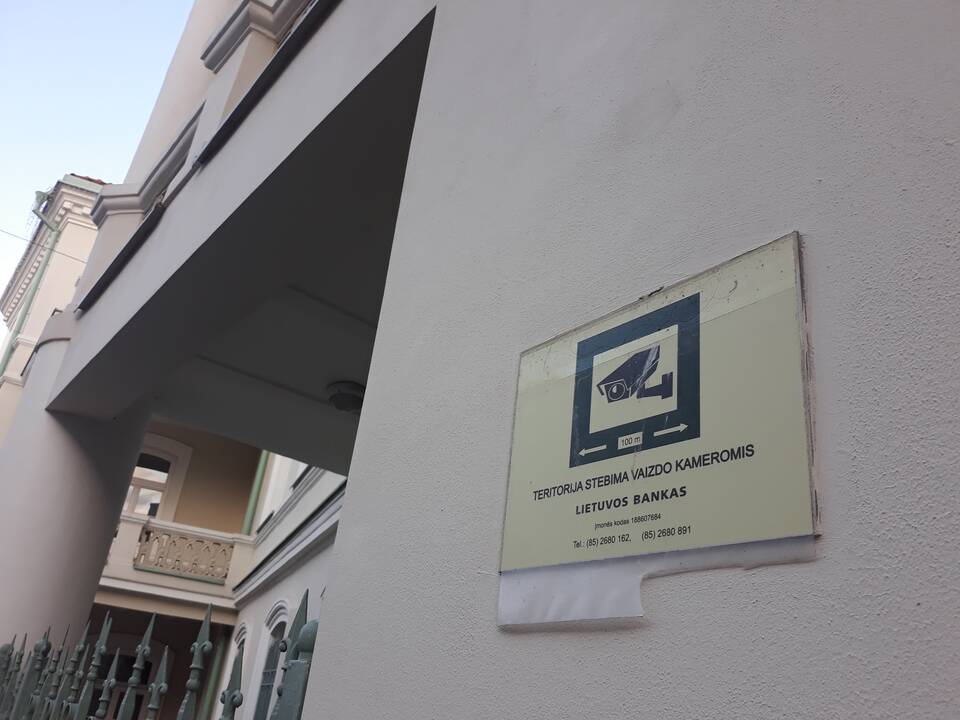 100 m
TERITORIJA STEBIMA VAIZDO KAMEROMIS
LIETUVOS BANKAS
Įmonės kodas 188607684
Tel.: (85) 2680 162, (85) 2680 891